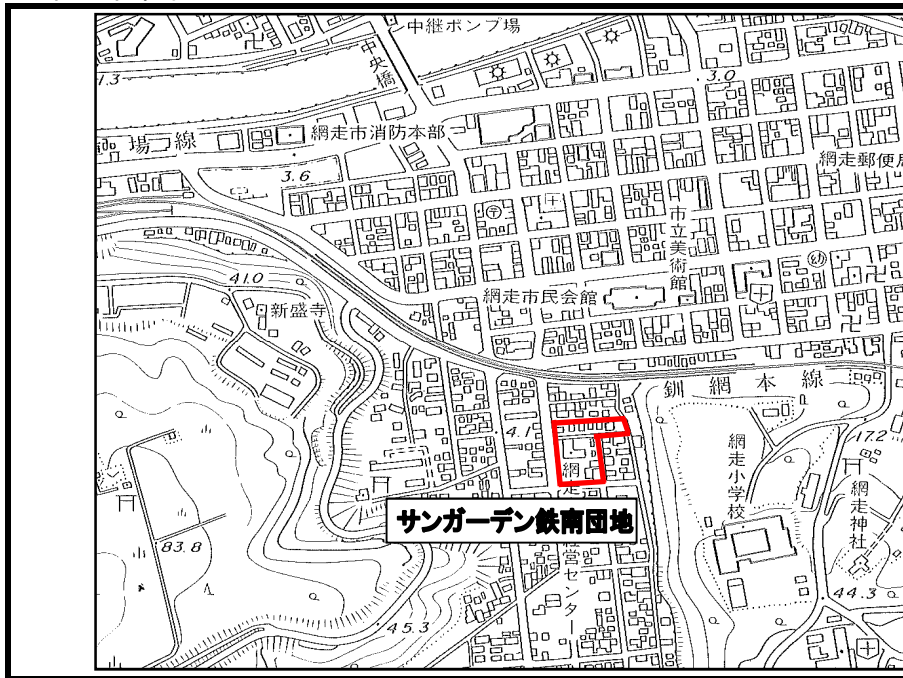 中継ポンプ場
中央橋
3.0
場線
網走市消防本部
網走郵便局
3.6
市立美術館
41.0
新盛寺
網走市民会館
釧網本線
4.1
17.2
網走小学校
網走神社
サンガーデン鉄南団地
83.8
営センター
44.3
45.3